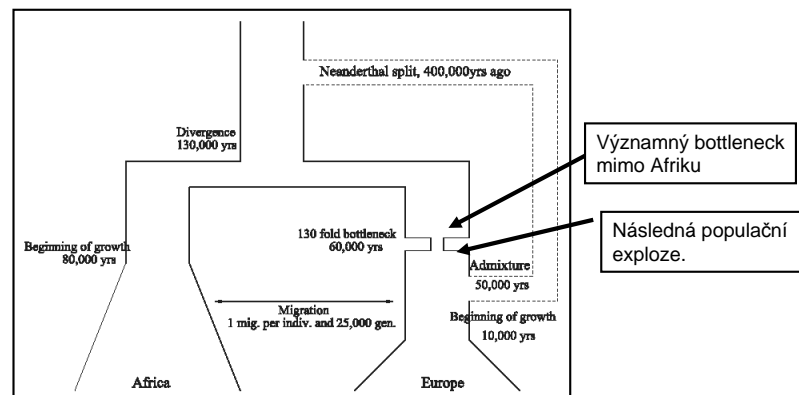 Neanderthal split, 400,000yrs ago
Divergence
130,000 yrs
Významný bottleneck
mimo Afriku
130 fold bottleneck
60,000 yrs
Beginning of growth
80,000 yrs
Následná populační
exploze.
Admixture
50,000 yrs
Migration
1 mig. per indiv. and 25,000 gen.
Beginning of growth
10,000 yrs
Africa
Europe